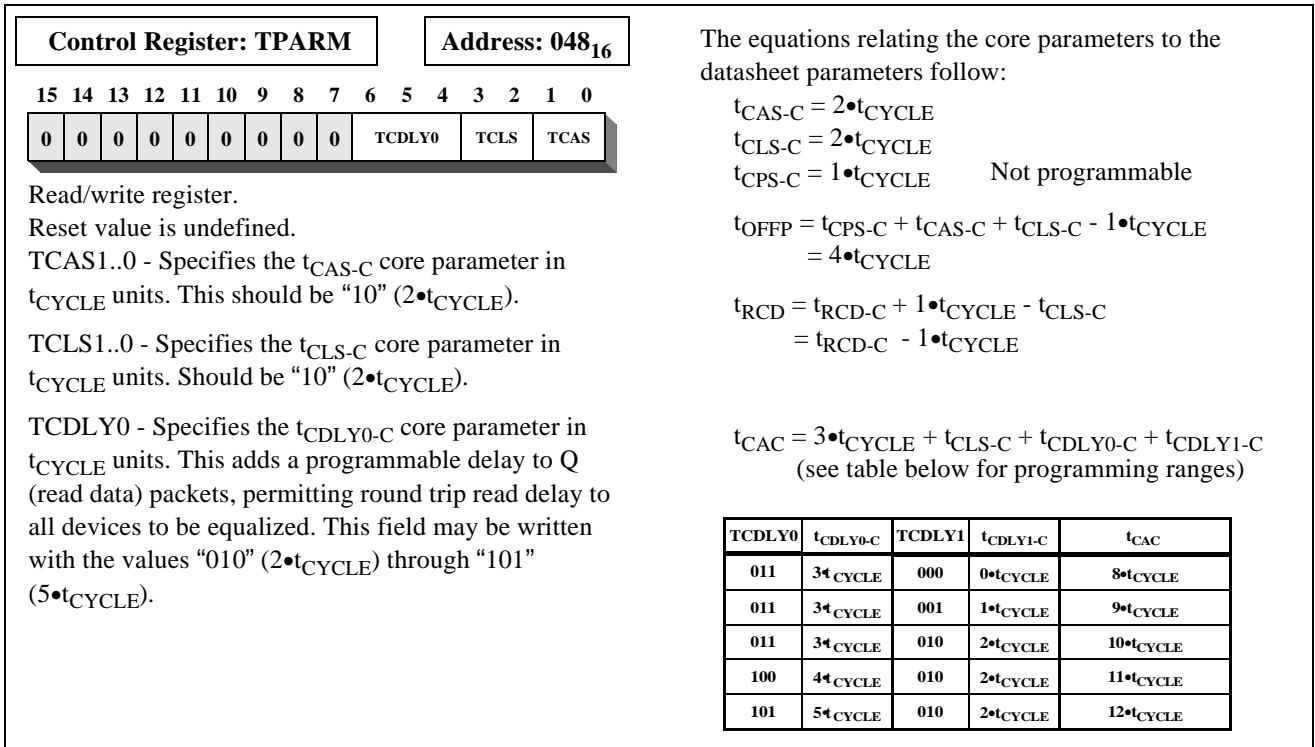 Control Register: TPARM
Address: 048₁₆
15 14 13 12 11 10 9 8 7 6 5 4 3 2 1 0
0 0 0 0 0 0 0 0 0 TCDLY0 TCLS TCAS
Read/write register.
Reset value is undefined.
TCAS1..0 - Specifies the tCAS-C core parameter in
tCYCLE units. This should be “10” (2•tCYCLE).
TCLS1..0 - Specifies the tCLS-C core parameter in
tCYCLE units. Should be “10” (2•tCYCLE).
TCDLY0 - Specifies the tCDLY0-C core parameter in
tCYCLE units. This adds a programmable delay to Q
(read data) packets, permitting round trip read delay to
all devices to be equalized. This field may be written
with the values “010” (2•tCYCLE) through “101”
(5•tCYCLE).
The equations relating the core parameters to the
datasheet parameters follow:
tCAS-C = 2•tCYCLE
tCLS-C = 2•tCYCLE
tCPS-C = 1•tCYCLE Not programmable
tOFFP = tCPS-C + tCAS-C + tCLS-C - 1•tCYCLE
= 4•tCYCLE
tRCD = tRCD-C + 1•tCYCLE - tCLS-C
= tRCD-C - 1•tCYCLE
tCAC = 3•tCYCLE + tCLS-C + tCDLY0-C + tCDLY1-C
(see table below for programming ranges)
TCDLY0 tCDLY0-C TCDLY1 tCDLY1-C tCAC
011 3•tCYCLE 000 0•tCYCLE 8•tCYCLE
011 3•tCYCLE 001 1•tCYCLE 9•tCYCLE
011 3•tCYCLE 010 2•tCYCLE 10•tCYCLE
100 4•tCYCLE 010 2•tCYCLE 11•tCYCLE
101 5•tCYCLE 010 2•tCYCLE 12•tCYCLE